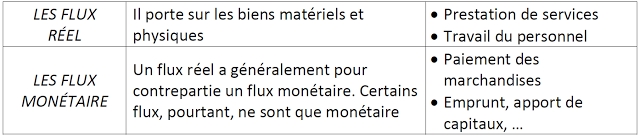 LES FLUX
RÉEL
Il porte sur les biens matériels et
physiques
● Prestation de services
● Travail du personnel
LES FLUX
MONÉTAIRE
Un flux réel a généralement pour
contrepartie un flux monétaire. Certains
flux, pourtant, ne sont que monétaire
● Paiement des
marchandises
● Emprunt, apport de
capitaux, ...